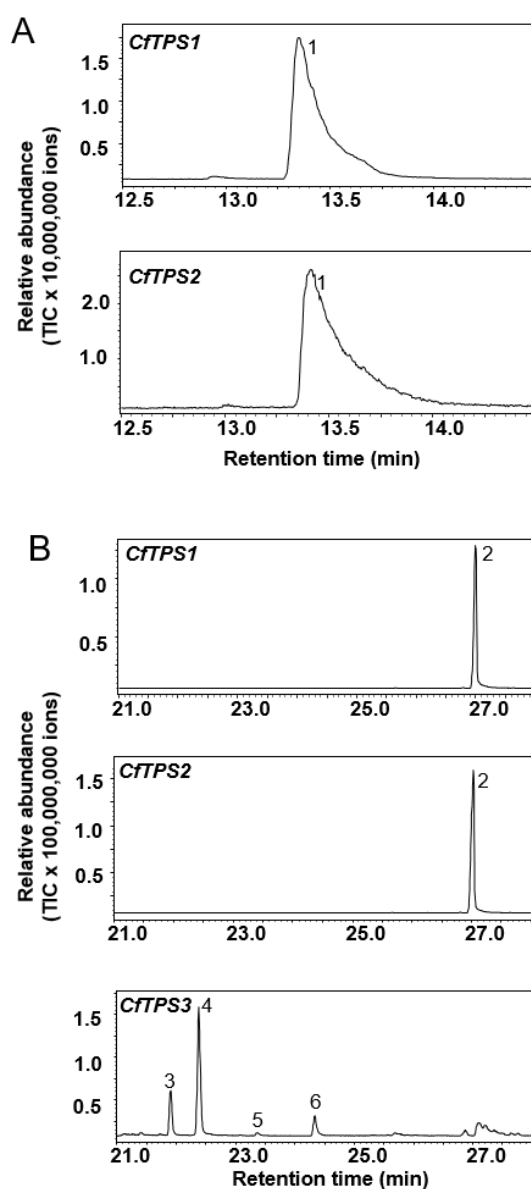 A
CfTPS1
1
1.5
1.0
0.5
12.5 13.0 13.5 14.0
CfTPS2
1
2.0
1.0
12.5 13.0 13.5 14.0
Relative abundance
(TIC x 10,000,000 ions)
Retention time (min)
B
CfTPS1
2
1.0
0.5
21.0 23.0 25.0 27.0
CfTPS2
2
1.5
1.0
0.5
21.0 23.0 25.0 27.0
Relative abundance
(TIC x 100,000,000 ions)
CfTPS3
4
3
5
6
1.5
1.0
0.5
21.0 23.0 25.0 27.0
Retention time (min)